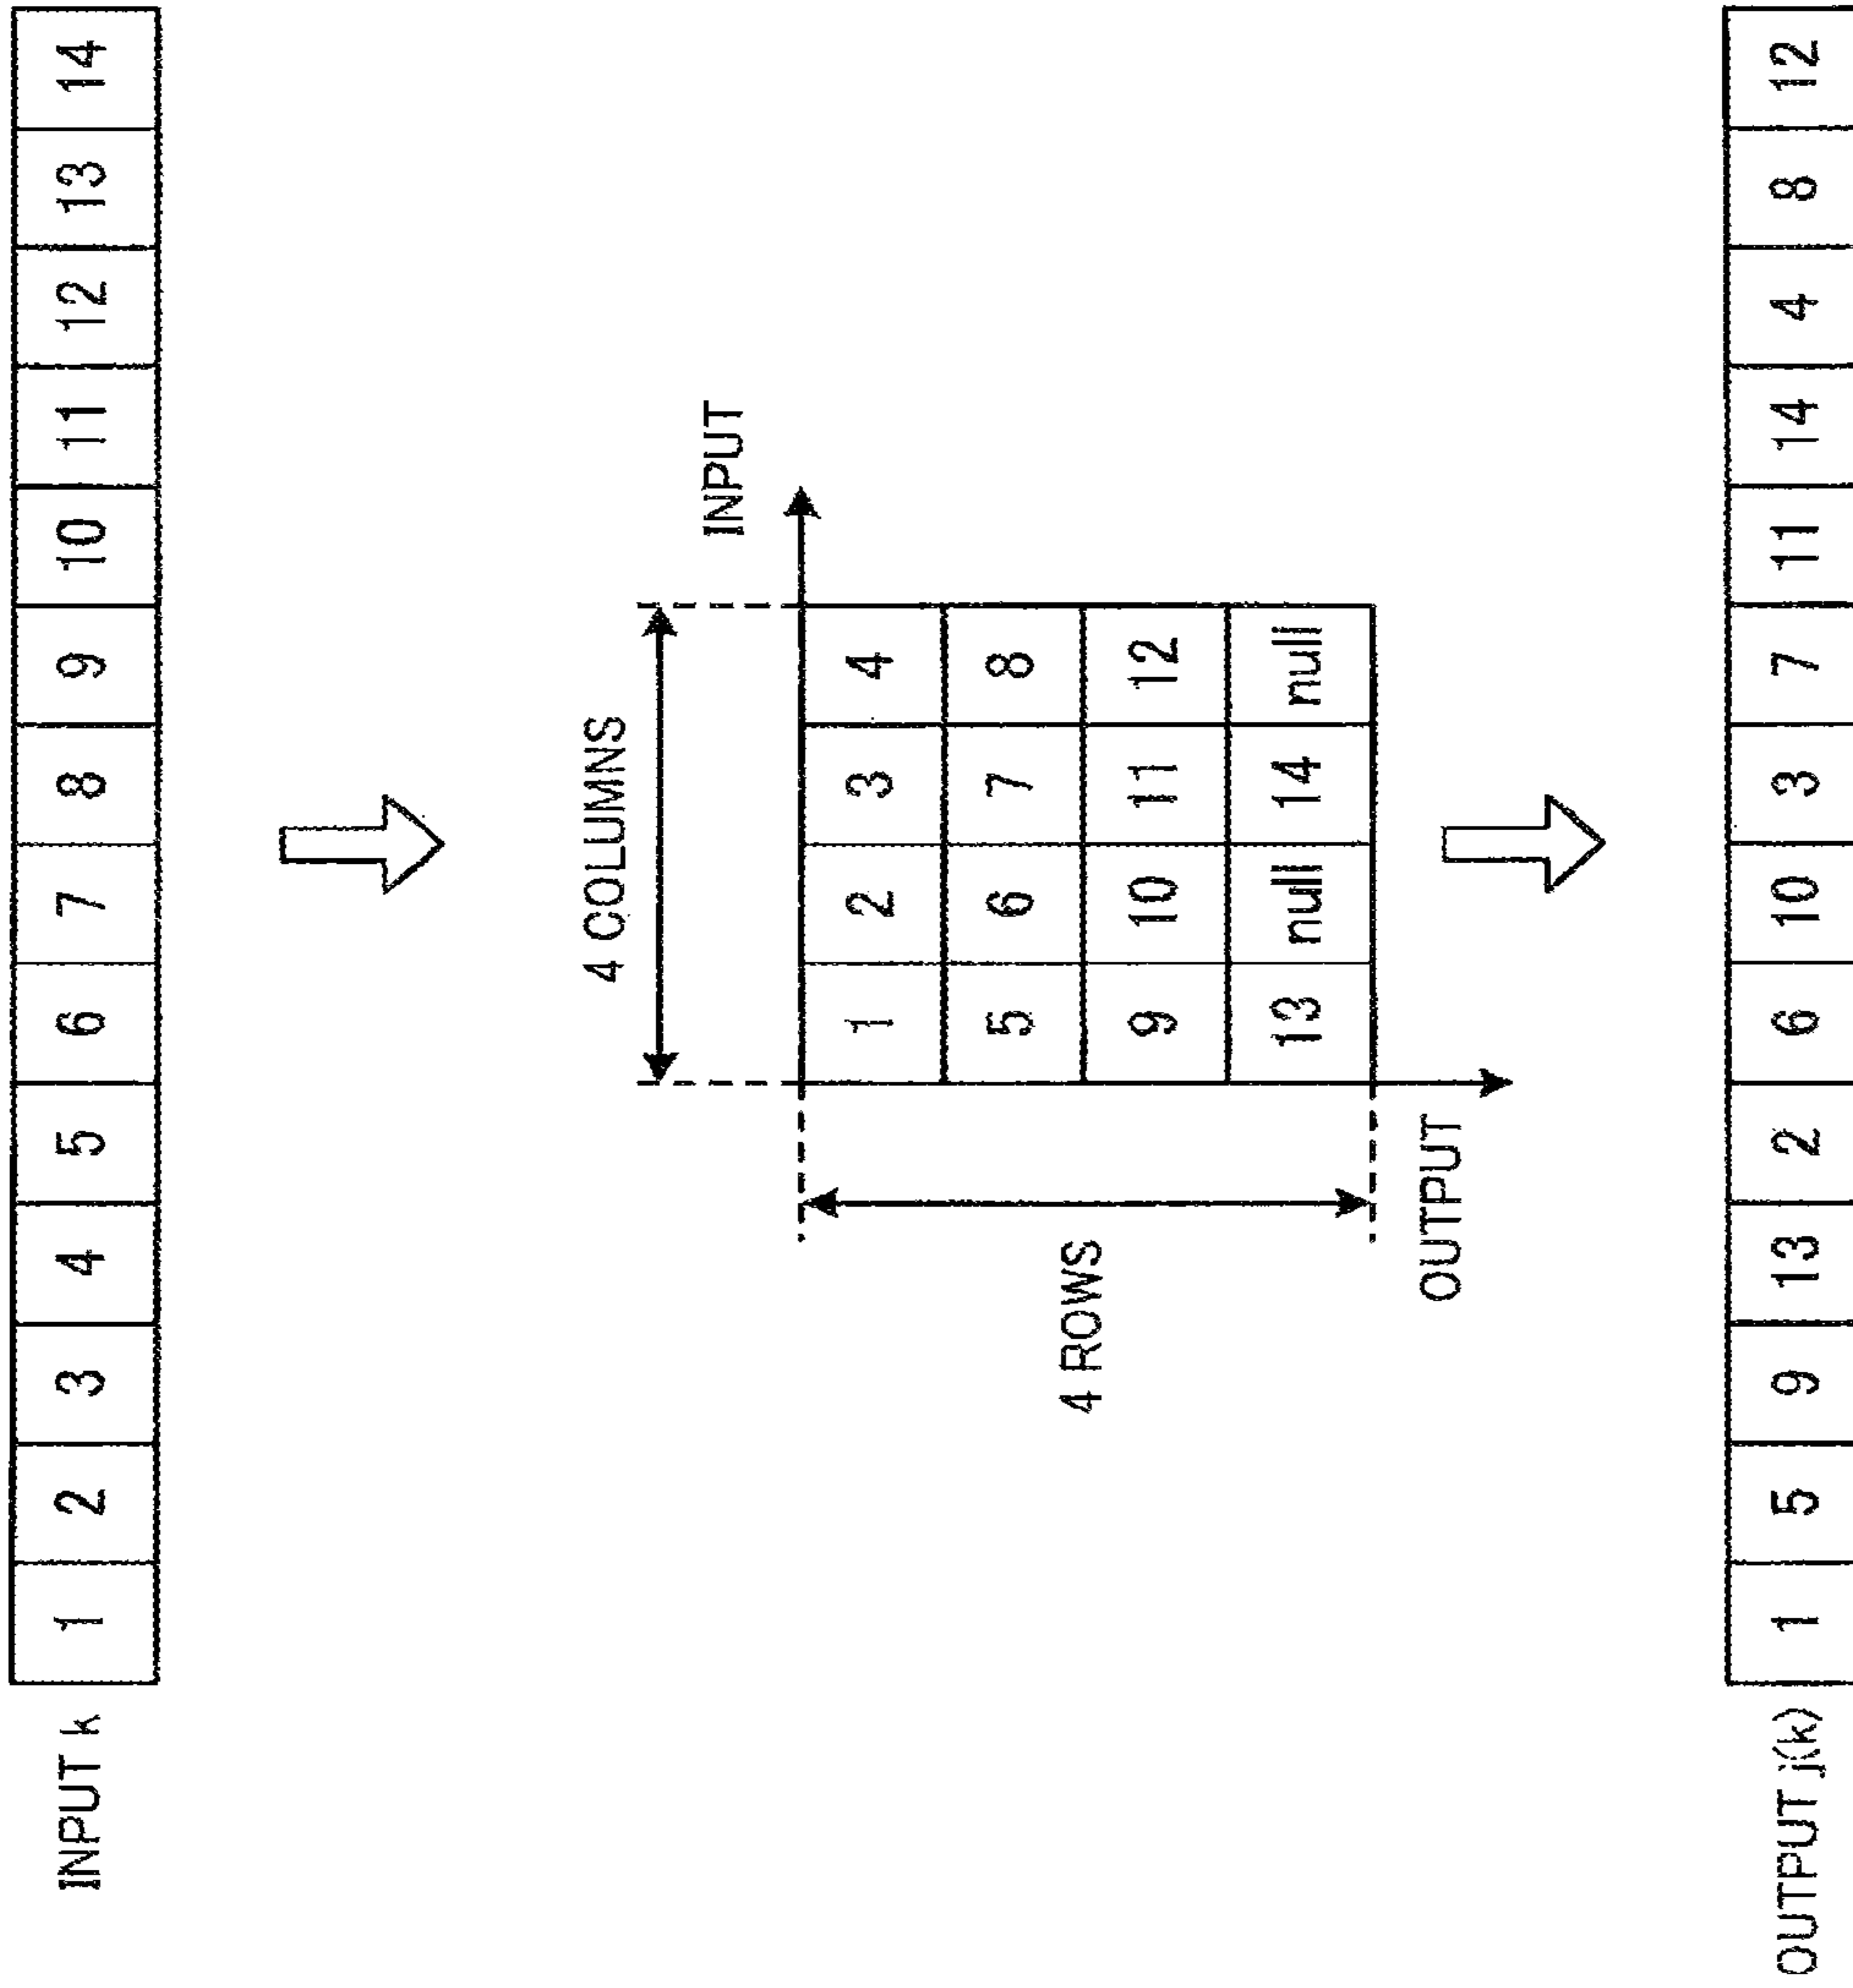 INPUT k 1 2 3 4 5 6 7 8 9 10 11 12 13 14
4 COLUMNS
INPUT
4 ROWS
1 2 3 4
5 6 7 8
9 10 11 12
13 null 14 null
OUTPUT
OUTPUT j(k) 1 5 9 13 2 6 10 3 7 11 14 4 8 12